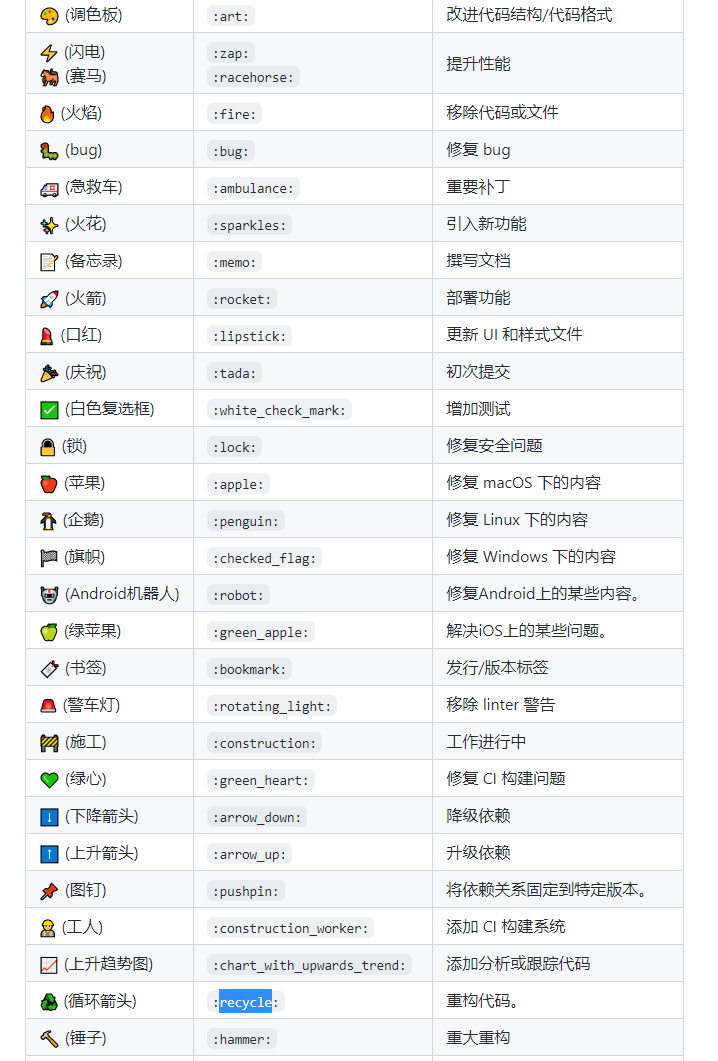 (调色板) :art: 改进代码结构/代码格式
(闪电) :zap:
(赛马) :racehorse:
提升性能
(火焰) :fire: 移除代码或文件
(bug) :bug: 修复 bug
(急救车) :ambulance: 重要补丁
(火花) :sparkles: 引入新功能
(备忘录) :memo: 撰写文档
(火箭) :rocket: 部署功能
(口红) :lipstick: 更新 UI 和样式文件
(庆祝) :tada: 初次提交
(白色复选框) :white_check_mark: 增加测试
(锁) :lock: 修复安全问题
(苹果) :apple: 修复 macOS 下的内容
(企鹅) :penguin: 修复 Linux 下的内容
(旗帜) :checked_flag: 修复 Windows 下的内容
(Android机器人) :robot: 修复Android上的某些内容。
(绿苹果) :green_apple: 解决iOS上的某些问题。
(书签) :bookmark: 发行/版本标签
(警车灯) :rotating_light: 移除 linter 警告
(施工) :construction: 工作进行中
(绿心) :green_heart: 修复 CI 构建问题
(下降箭头) :arrow_down: 降级依赖
(上升箭头) :arrow_up: 升级依赖
(图钉) :pushpin: 将依赖关系固定到特定版本。
(工人) :construction_worker: 添加 CI 构建系统
(上升趋势图) :chart_with_upwards_trend: 添加分析或跟踪代码
(循环箭头) :recycle: 重构代码。
(锤子) :hammer: 重大重构